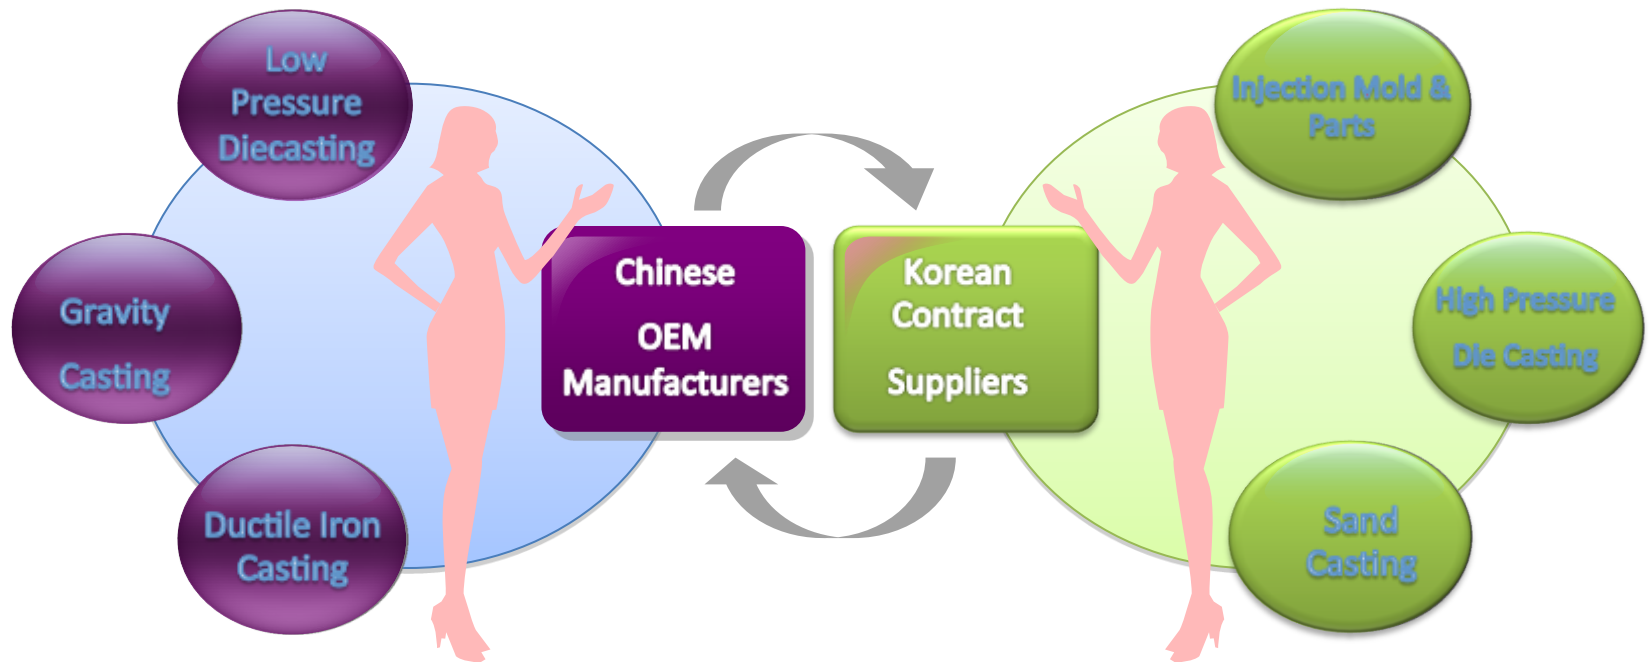 Low
Pressure
Diecasting
Gravity
Casting
Ductile Iron
Casting
Chinese
OEM
Manufacturers
Korean
Contract
Suppliers
Injection Mold &
Parts
High Pressure
Die Casting
Sand
Casting